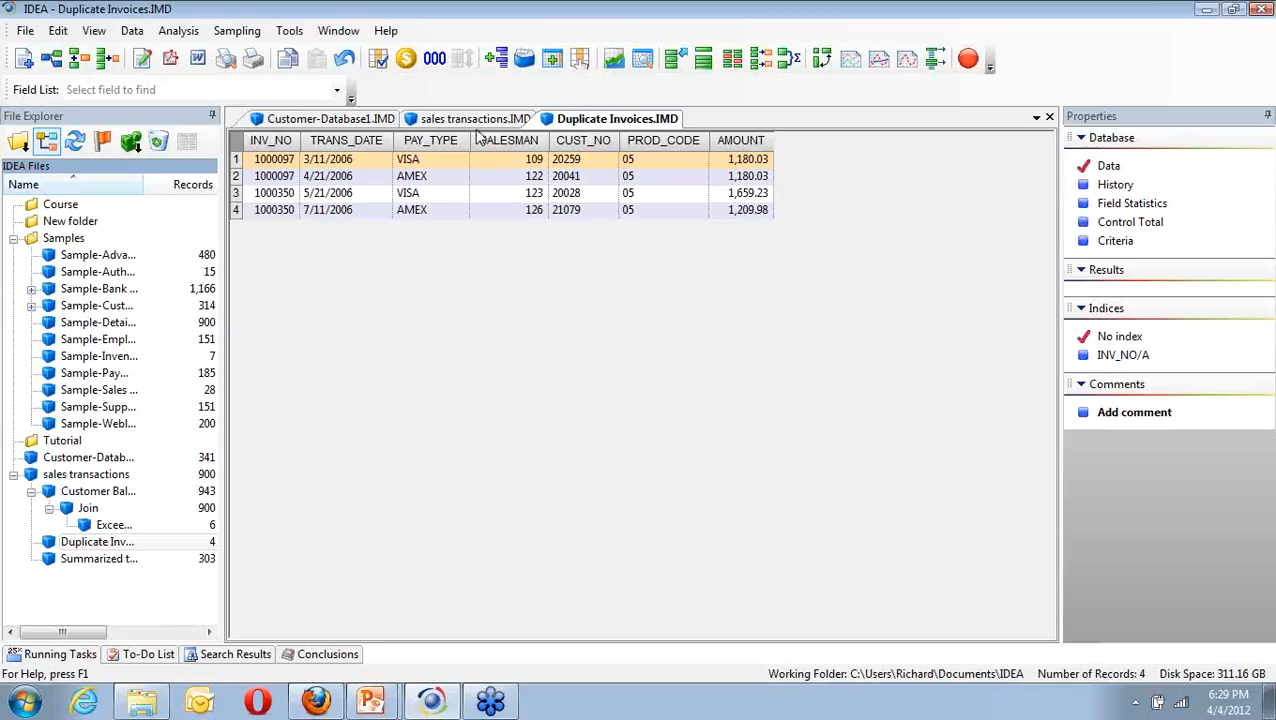 IDEA - Duplicate Invoices.IMD
File Edit View Data Analysis Sampling Tools Window Help
Field List: Select field to find
File Explorer
IDEA Files
Name Records
Course
New folder
Samples
Sample-Adva... 480
Sample-Auth... 15
Sample-Bank ... 1,166
Sample-Cust... 314
Sample-Detai... 900
Sample-Empl... 151
Sample-Inven... 7
Sample-Pay... 185
Sample-Sales ... 28
Sample-Supp... 151
Sample-Webl... 200
Tutorial
Customer-Datab... 341
sales transactions 900
Customer Bal... 943
Join 900
Excee... 6
Duplicate Inv... 4
Summarized t... 303
Customer-Database1.IMD sales transactions.IMD Duplicate Invoices.IMD
INV_NO TRANS_DATE PAY_TYPE SALESMAN CUST_NO PROD_CODE AMOUNT
1 1000097 3/11/2006 VISA 109 20259 05 1,180.03
2 1000097 4/21/2006 AMEX 122 20041 05 1,180.03
3 1000350 5/21/2006 VISA 123 20028 05 1,659.23
4 1000350 7/11/2006 AMEX 126 21079 05 1,209.98
Properties
Database
Data
History
Field Statistics
Control Total
Criteria
Results
Indices
No index
INV_NO/A
Comments
Add comment
Running Tasks To-Do List Search Results Conclusions
For Help, press F1 Working Folder: C:\Users\Richard\Documents\IDEA Number of Records: 4 Disk Space: 311.16 GB
6:29 PM
4/4/2012